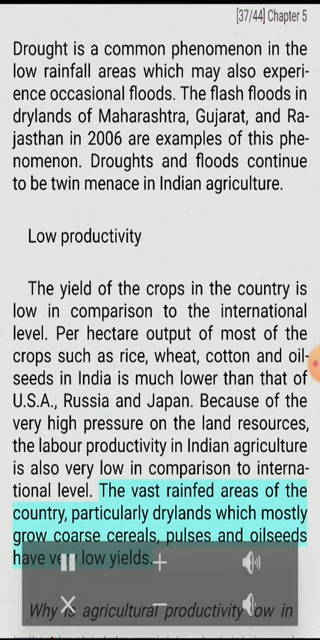 [37/44] Chapter 5
Drought is a common phenomenon in the
low rainfall areas which may also experi-
ence occasional floods. The flash floods in
drylands of Maharashtra, Gujarat, and Ra-
jasthan in 2006 are examples of this phe-
nomenon. Droughts and floods continue
to be twin menace in Indian agriculture.
Low productivity
The yield of the crops in the country is
low in comparison to the international
level. Per hectare output of most of the
crops such as rice, wheat, cotton and oil-
seeds in India is much lower than that of
U.S.A., Russia and Japan. Because of the
very high pressure on the land resources,
the labour productivity in Indian agriculture
is also very low in comparison to interna-
tional level. The vast rainfed areas of the
country, particularly drylands which mostly
grow coarse cereals, pulses and oilseeds
have very low yields.
Why is agricultural productivity low in